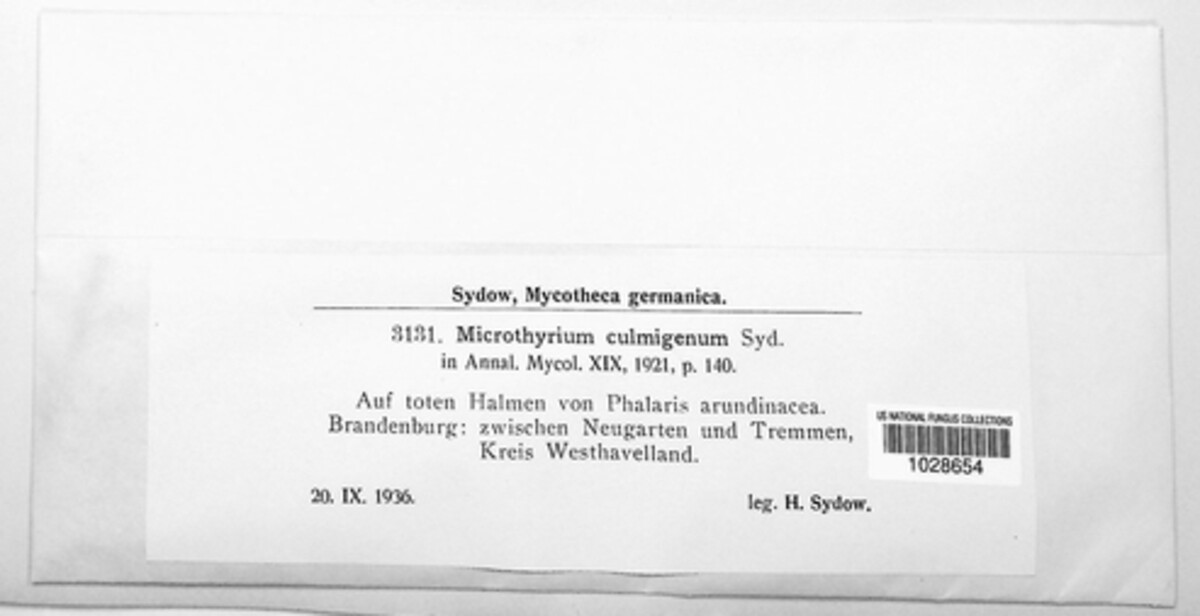 Sydow, Mycotheca germanica.
3131. Microthyrium culmigenum Syd.
in Annal. Mycol. XIX, 1921, p. 140.
Auf toten Halmen von Phalaris arundinacea.
Brandenburg: zwischen Neugarten und Tremmen,
Kreis Westhavelland.
20. IX. 1936.
leg. H. Sydow.
US NATIONAL FUNGUS COLLECTIONS
1028654